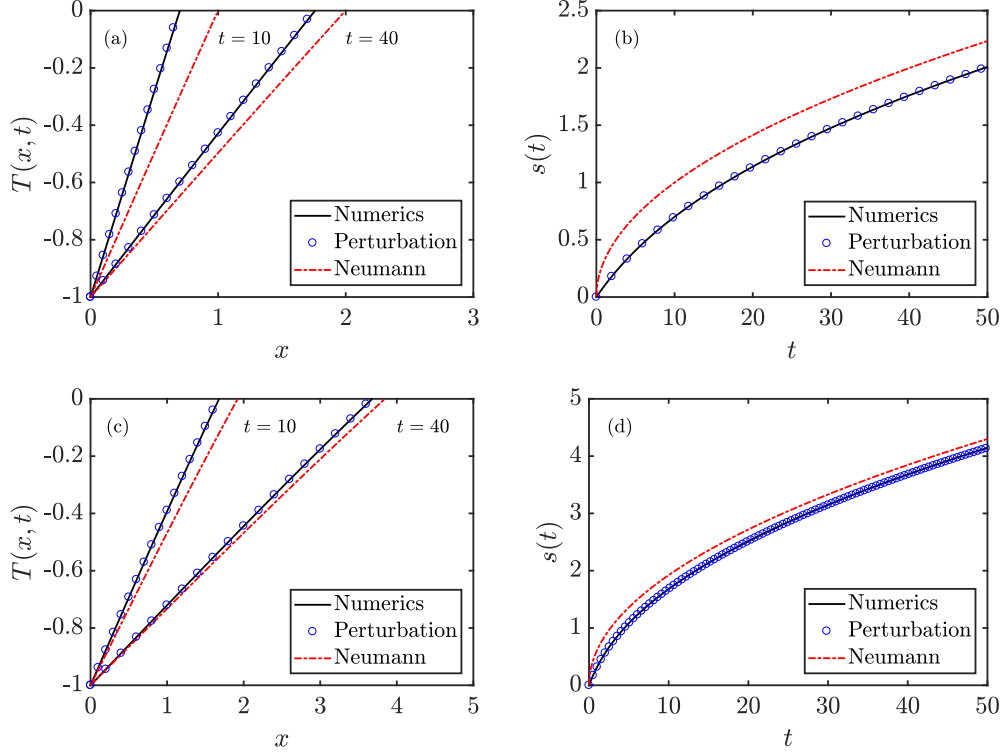 (a)
t = 10
t = 40
T(x, t)
0
-0.2
-0.4
-0.6
-0.8
-1
Numerics
Perturbation
Neumann
0
1
2
3
x
(b)
s(t)
2.5
2
1.5
1
0.5
0
Numerics
Perturbation
Neumann
0
10
20
30
40
50
t
(c)
t = 10
t = 40
T(x, t)
0
-0.2
-0.4
-0.6
-0.8
-1
Numerics
Perturbation
Neumann
0
1
2
3
4
5
x
(d)
s(t)
5
4
3
2
1
0
Numerics
Perturbation
Neumann
0
10
20
30
40
50
t